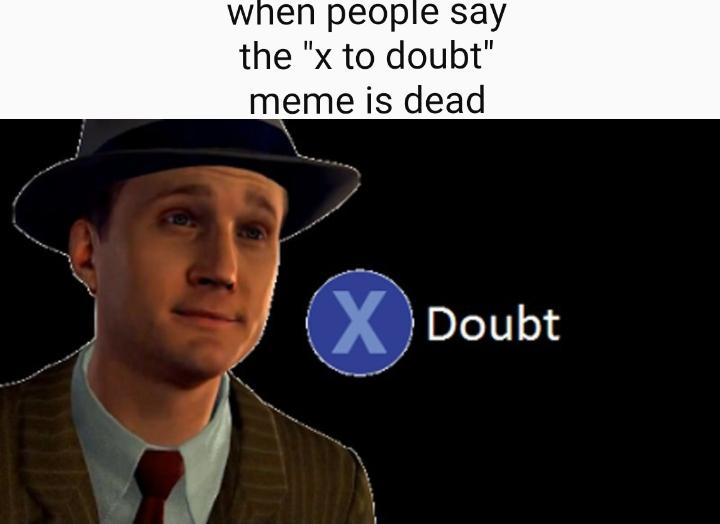 when people say
the "x to doubt"
meme is dead
X Doubt